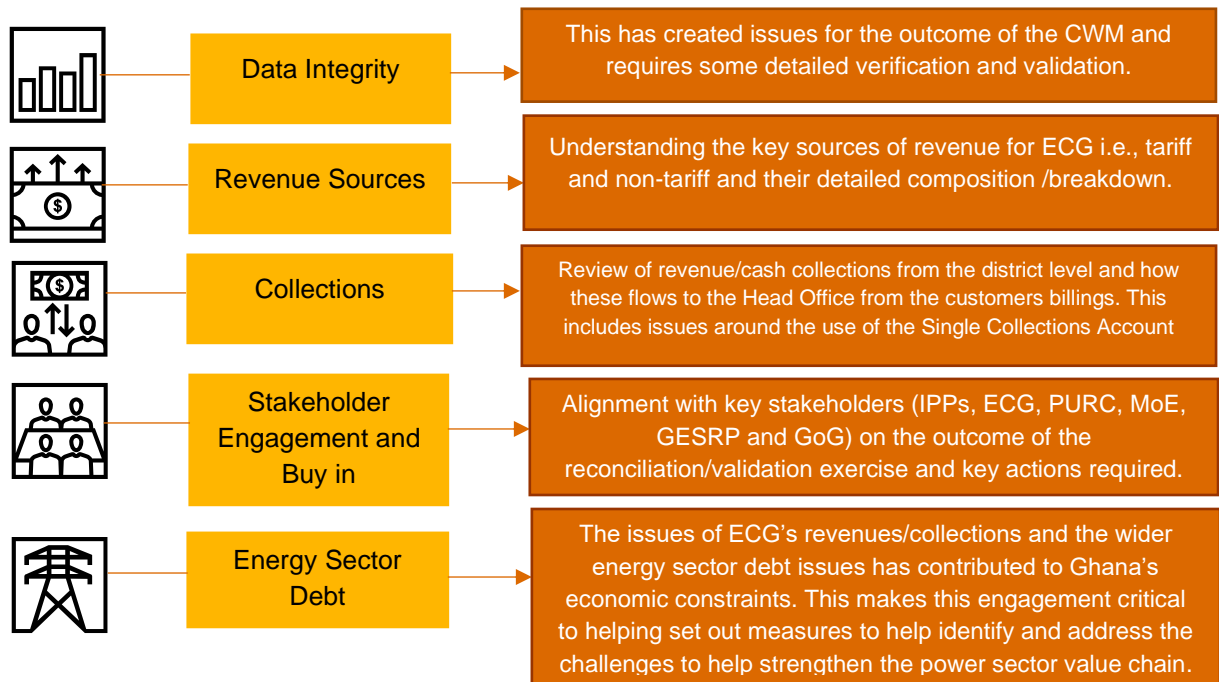 Data Integrity
This has created issues for the outcome of the CWM and
requires some detailed verification and validation.
Revenue Sources
Understanding the key sources of revenue for ECG i.e., tariff
and non-tariff and their detailed composition /breakdown.
Collections
Review of revenue/cash collections from the district level and how
these flows to the Head Office from the customers billings. This
includes issues around the use of the Single Collections Account
Stakeholder
Engagement and
Buy in
Alignment with key stakeholders (IPPs, ECG, PURC, MoE,
GESRP and GoG) on the outcome of the
reconciliation/validation exercise and key actions required.
Energy Sector
Debt
The issues of ECG's revenues/collections and the wider
energy sector debt issues has contributed to Ghana's
economic constraints. This makes this engagement critical
to helping set out measures to help identify and address the
challenges to help strengthen the power sector value chain.